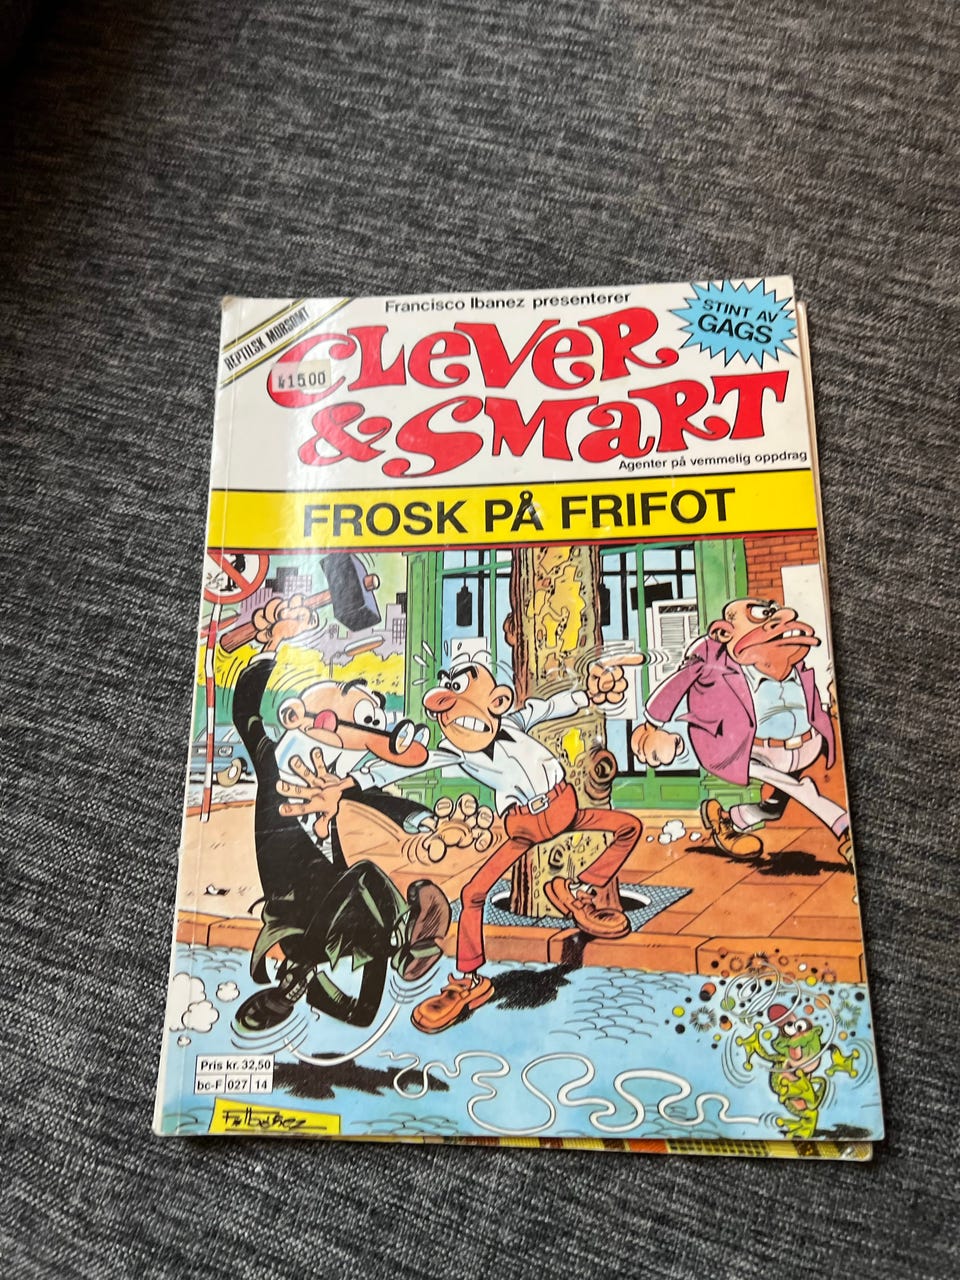 REPTILSK MORSOMT
Francisco Ibanez presenterer
STINT AV
GAGS
CLEVER
& SMART
15.00
Agenter på vemmelig oppdrag
FROSK PÅ FRIFOT
Pris kr. 32,50
bc-F 027 14